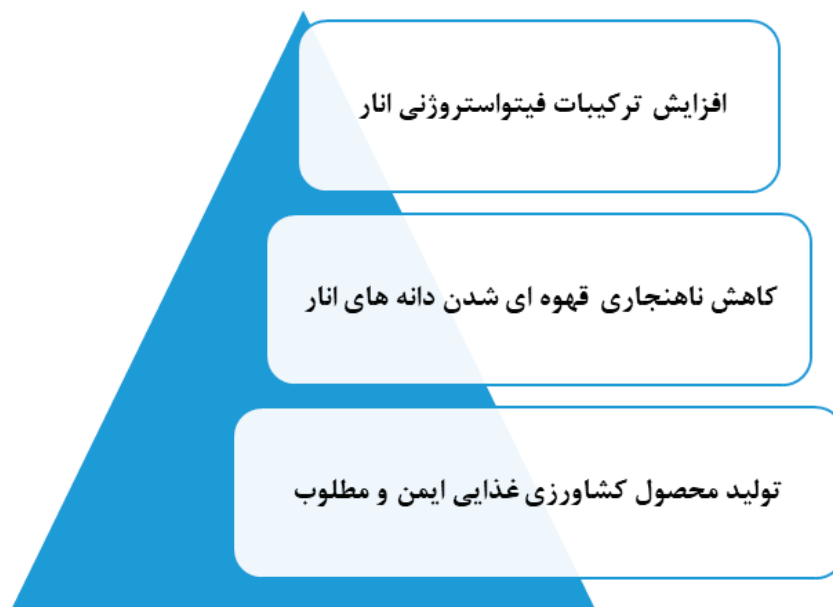 افزایش ترکیبات فیتواستروژنی انار
کاهش ناهنجاری قهوه ای شدن دانه های انار
تولید محصول کشاورزی غذایی ایمن و مطلوب